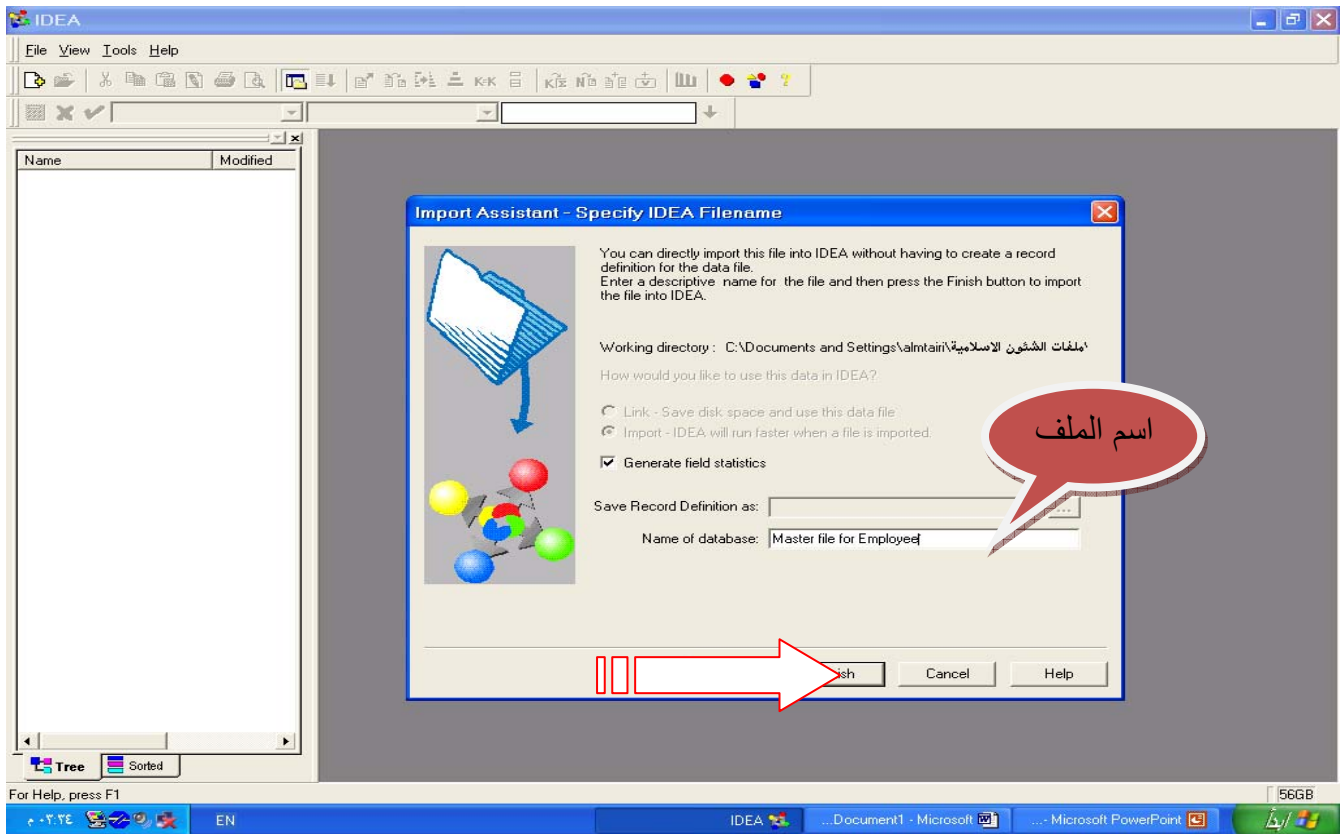 IDEA
File View Tools Help
Name Modified
Import Assistant - Specify IDEA Filename
You can directly import this file into IDEA without having to create a record
definition for the data file.
Enter a descriptive name for the file and then press the Finish button to import
the file into IDEA.
Working directory : C:\Documents and Settings\almtairi\ملفات الشئون الاسلامية\
How would you like to use this data in IDEA?
Link - Save disk space and use this data file
Import - IDEA will run faster when a file is imported.
اسم الملف
Generate field statistics
Save Record Definition as: ...
Name of database: Master file for Employee
ish Cancel Help
Tree Sorted
For Help, press F1 56GB
٠٣:٢٤ م EN IDEA ...Document1 - Microsoft ...- Microsoft PowerPoint ابدأ